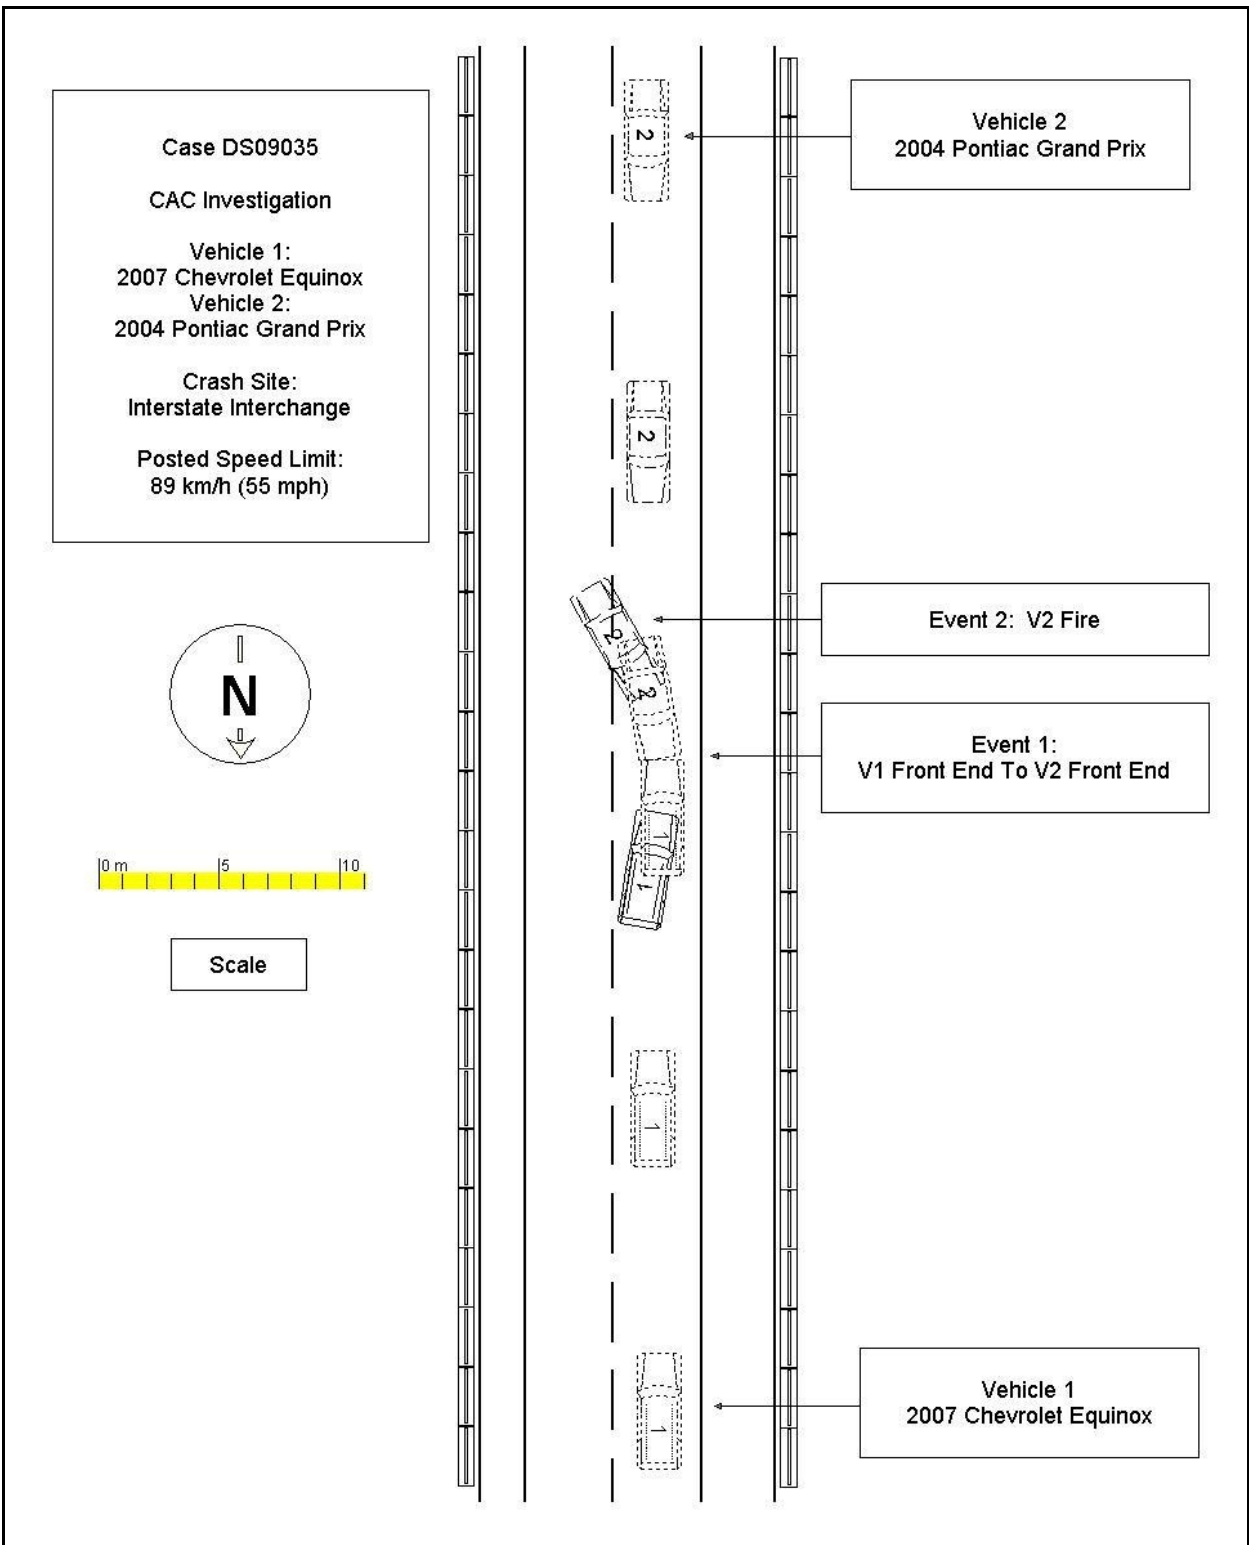 Case DS09035
CAC Investigation
Vehicle 1:
2007 Chevrolet Equinox
Vehicle 2:
2004 Pontiac Grand Prix
Crash Site:
Interstate Interchange
Posted Speed Limit:
89 km/h (55 mph)
Vehicle 2
2004 Pontiac Grand Prix
2
2
Event 2: V2 Fire
2
2
Event 1:
V1 Front End To V2 Front End
1
1
N
0 m 5 10
Scale
1
Vehicle 1
2007 Chevrolet Equinox
1